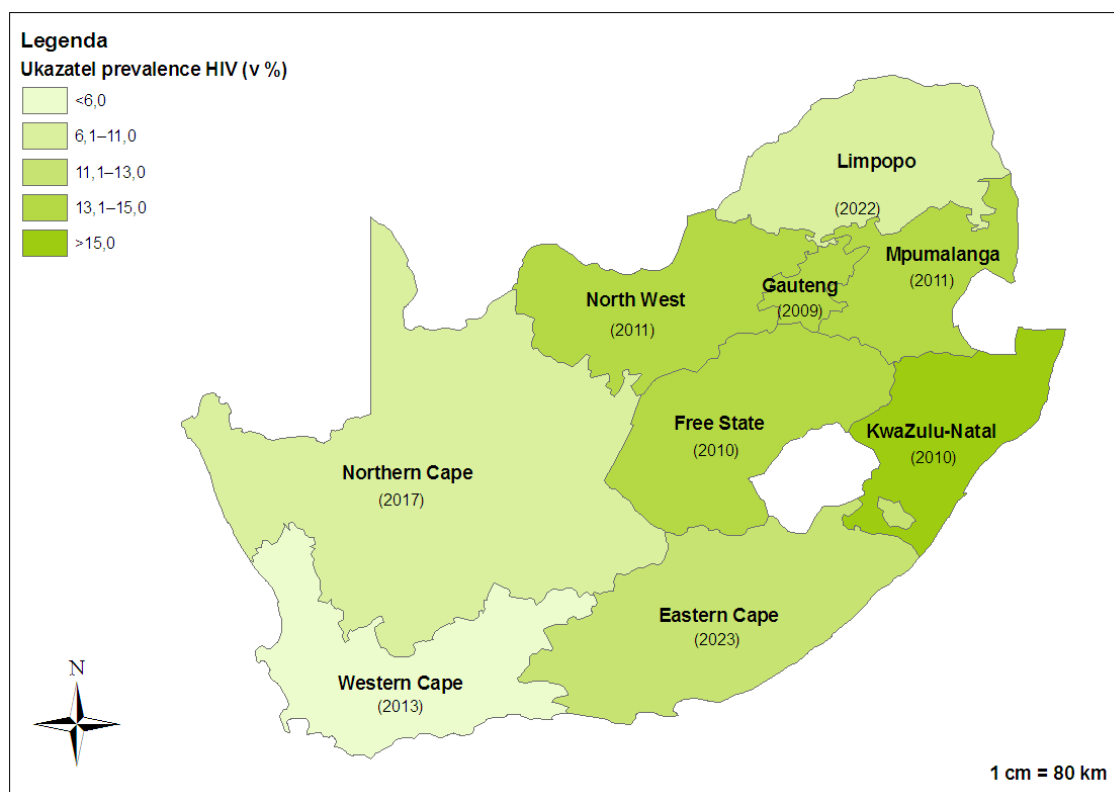 Legenda
Ukazatel prevalence HIV (v %)
<6,0
6,1–11,0
11,1–13,0
13,1–15,0
>15,0
Limpopo
(2022)
Mpumalanga
(2011)
Gauteng
(2009)
North West
(2011)
Free State
(2010)
KwaZulu-Natal
(2010)
Northern Cape
(2017)
Eastern Cape
(2023)
Western Cape
(2013)
N
1 cm = 80 km